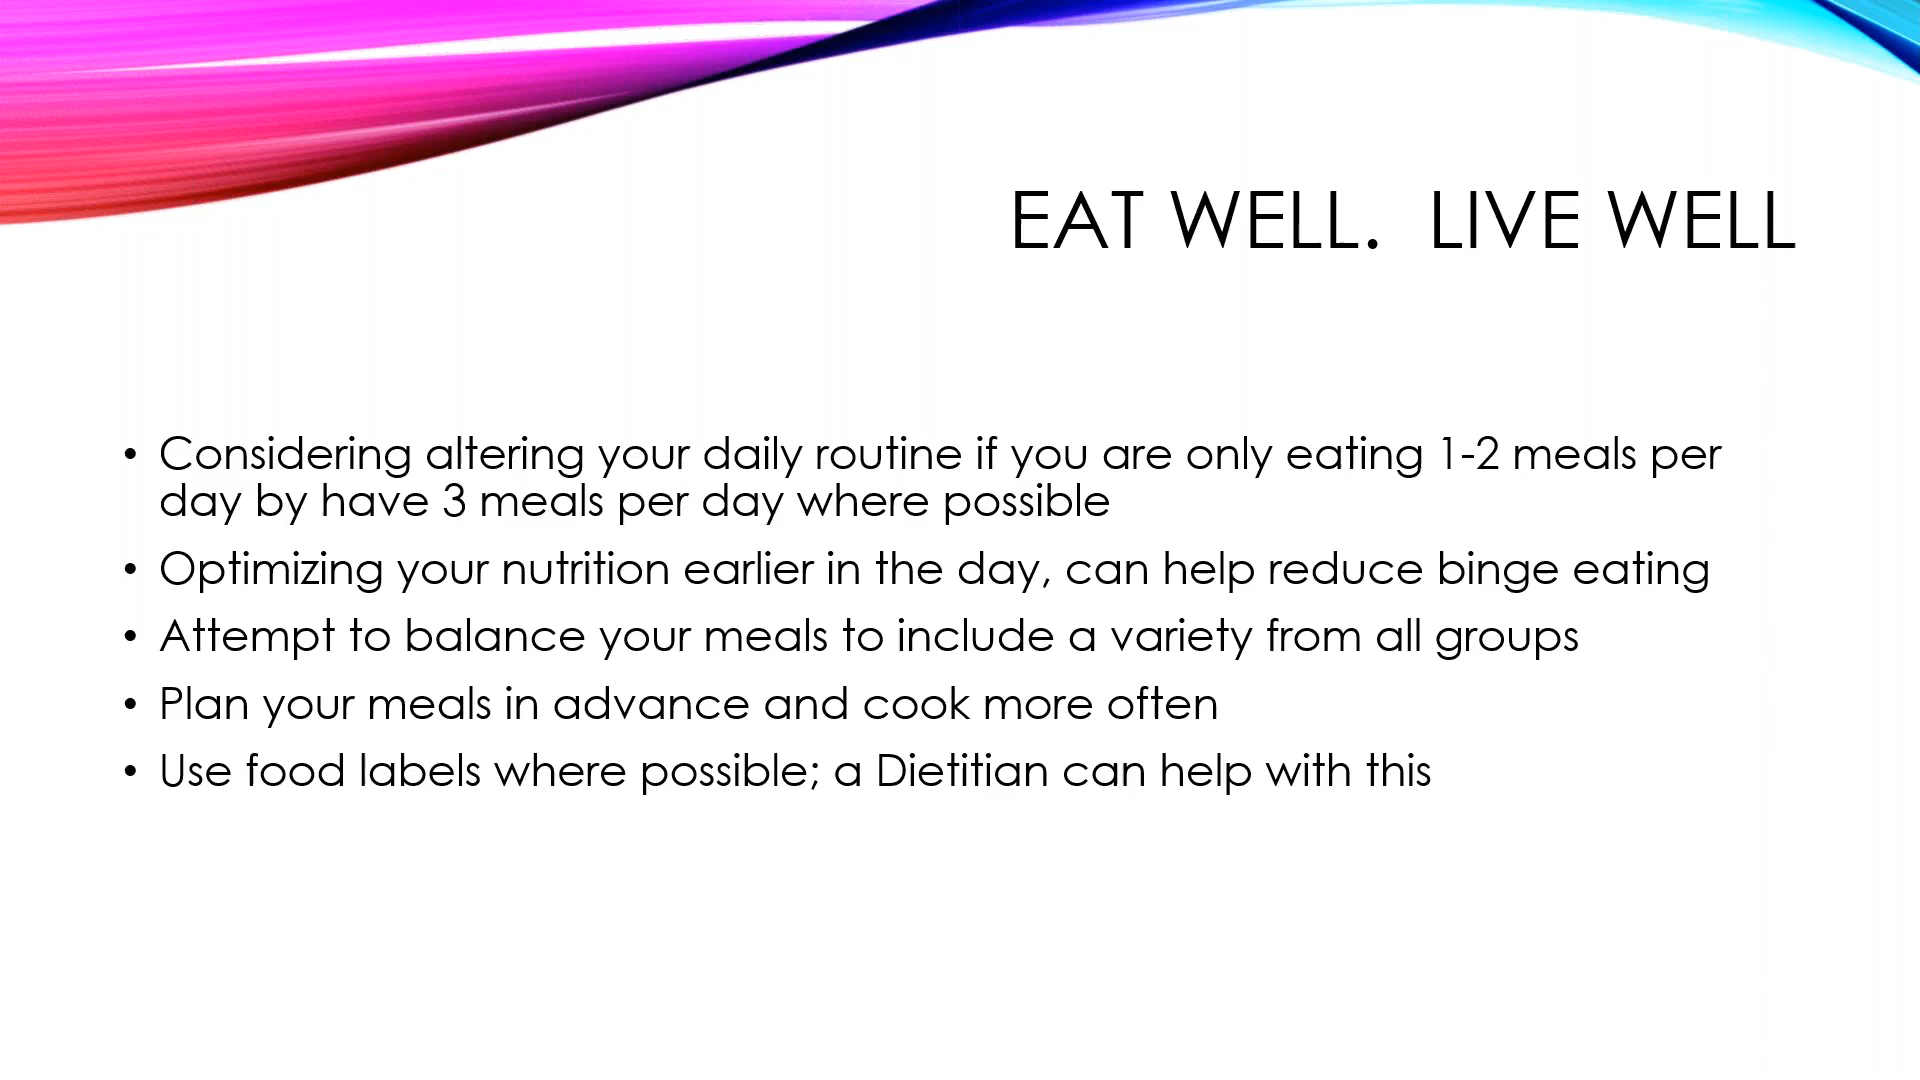 EAT WELL.  LIVE WELL
• Considering altering your daily routine if you are only eating 1-2 meals per
day by have 3 meals per day where possible
• Optimizing your nutrition earlier in the day, can help reduce binge eating
• Attempt to balance your meals to include a variety from all groups
• Plan your meals in advance and cook more often
• Use food labels where possible; a Dietitian can help with this